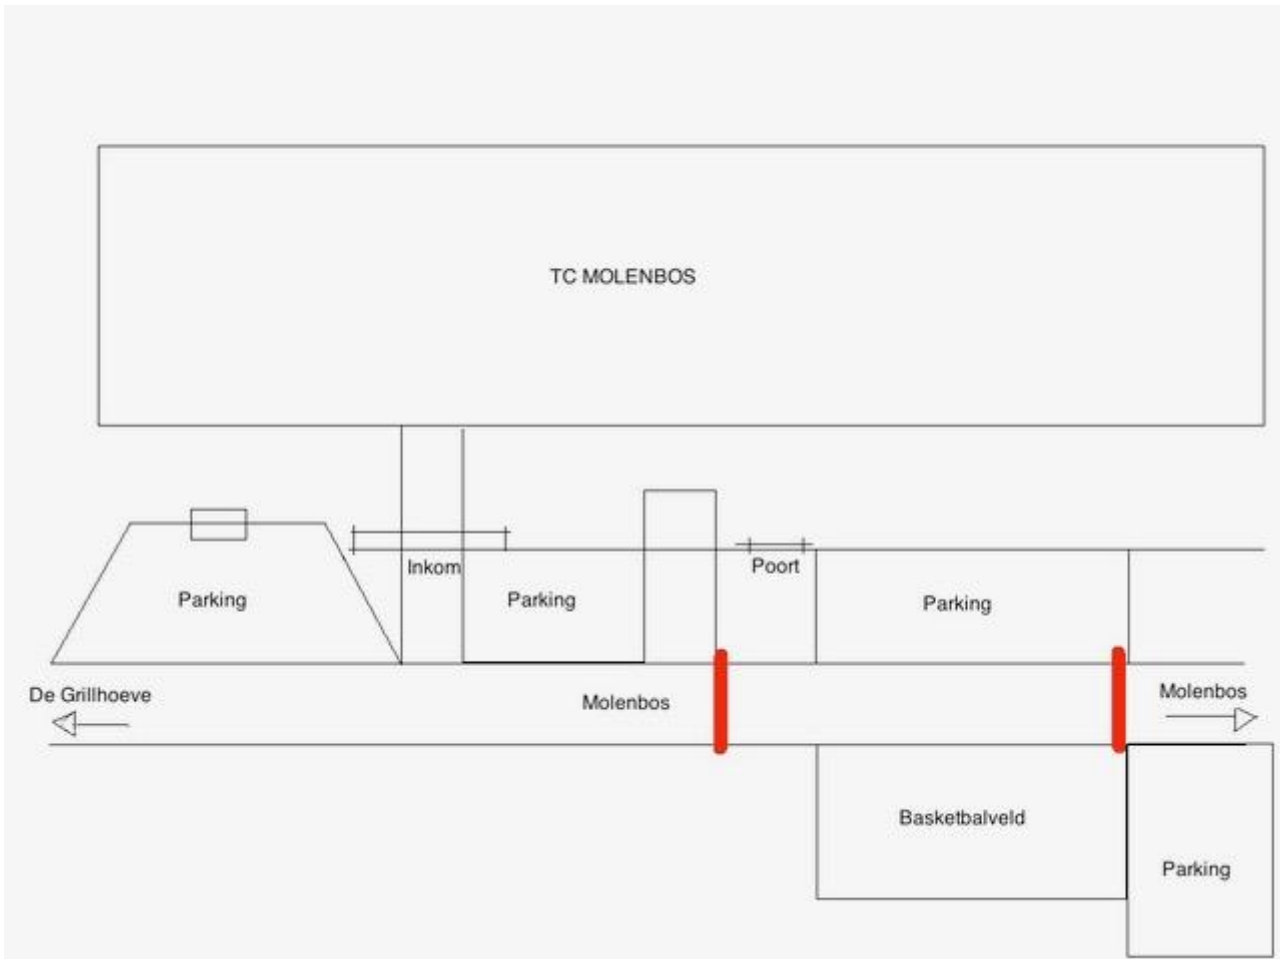 TC MOLENBOS
Inkom
Poort
Parking
Parking
Parking
De Grillhoeve
Molenbos
Molenbos
Basketbalveld
Parking